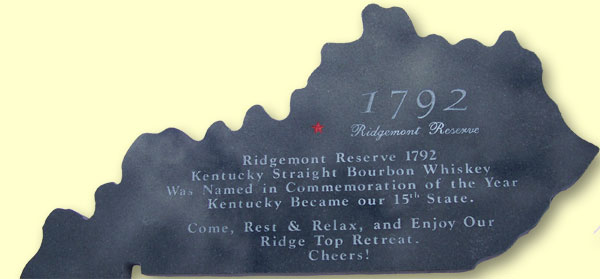 1792
Ridgemont Reserve
Ridgemont Reserve 1792
Kentucky Straight Bourbon Whiskey
Was Named in Commemoration of the Year
Kentucky Became our 15th State.
Come, Rest & Relax, and Enjoy Our
Ridge Top Retreat.
Cheers!